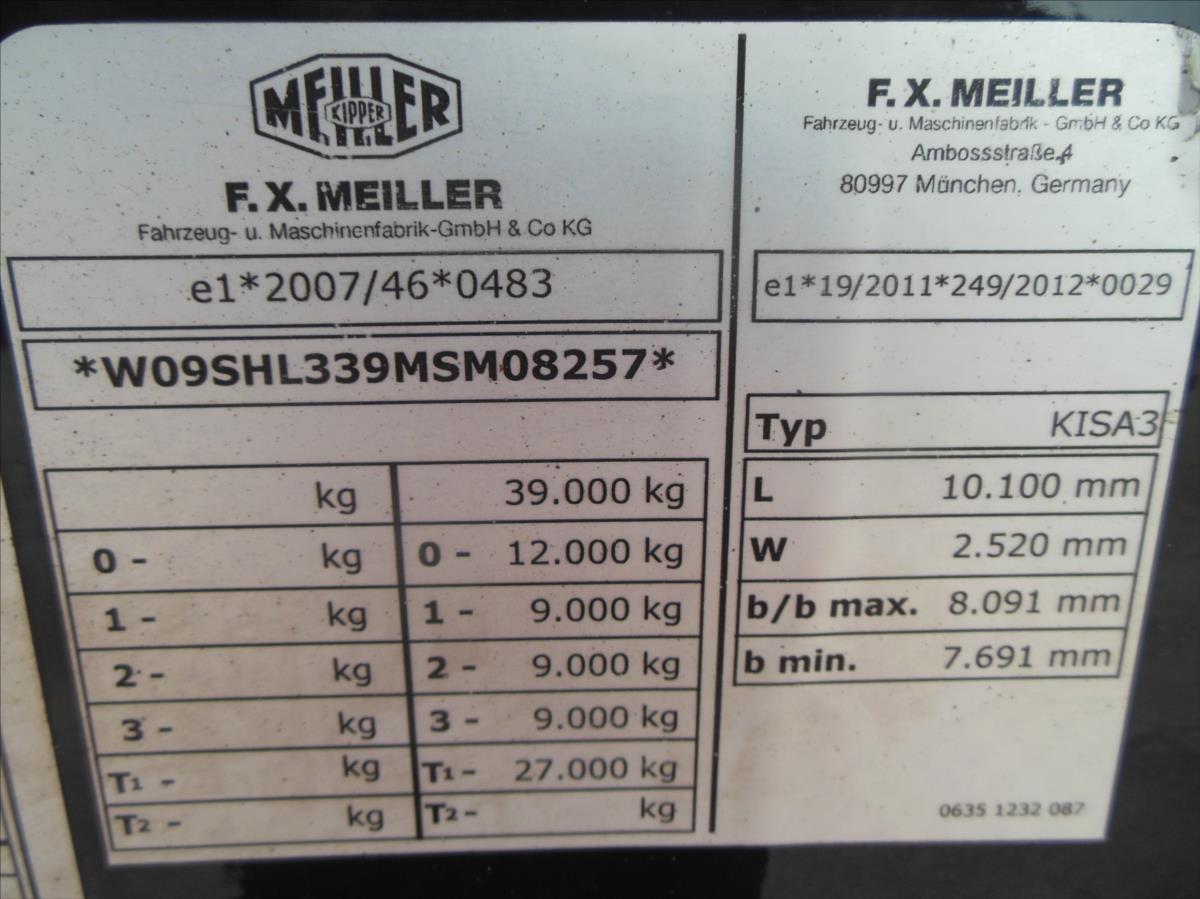 MEILLER
KIPPER
F. X. MEILLER
Fahrzeug- u. Maschinenfabrik-GmbH & Co KG
e1*2007/46*0483
*W09SHL339MSM08257*
kg 39.000 kg
0 - kg 0 - 12.000 kg
1 - kg 1 - 9.000 kg
2 - kg 2 - 9.000 kg
3 - kg 3 - 9.000 kg
T1 - kg T1 - 27.000 kg
T2 - kg T2 - kg
F. X. MEILLER
Fahrzeug- u. Maschinenfabrik - GmbH & Co KG
Ambossstraße 4
80997 München, Germany
e1*19/2011*249/2012*0029
Typ KISA3
L 10.100 mm
W 2.520 mm
b/b max. 8.091 mm
b min. 7.691 mm
0635 1232 087